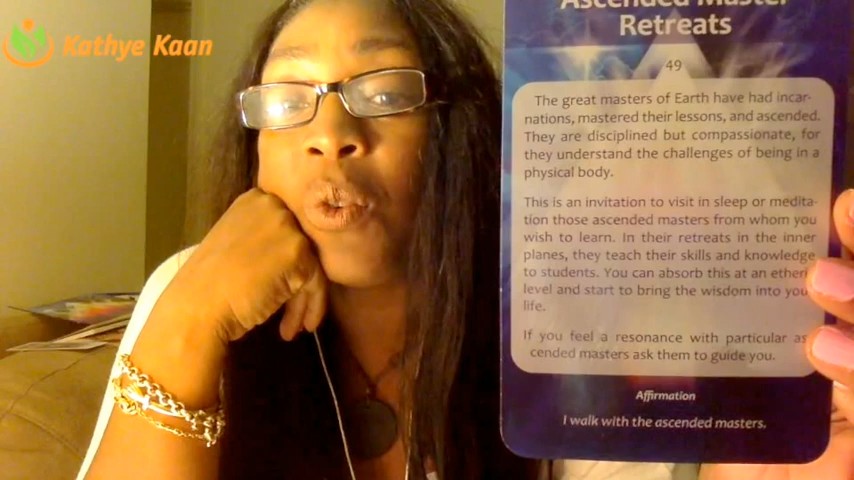 Kathye Kaan
Ascended Master
Retreats
49
The great masters of Earth have had incar-
nations, mastered their lessons, and ascended.
They are disciplined but compassionate, for
they understand the challenges of being in a
physical body.
This is an invitation to visit in sleep or medita-
tion those ascended masters from whom you
wish to learn. In their retreats in the inner
planes, they teach their skills and knowledge
to students. You can absorb this at an etheri
level and start to bring the wisdom into you
life.
If you feel a resonance with particular as
cended masters ask them to guide you.
Affirmation
I walk with the ascended masters.